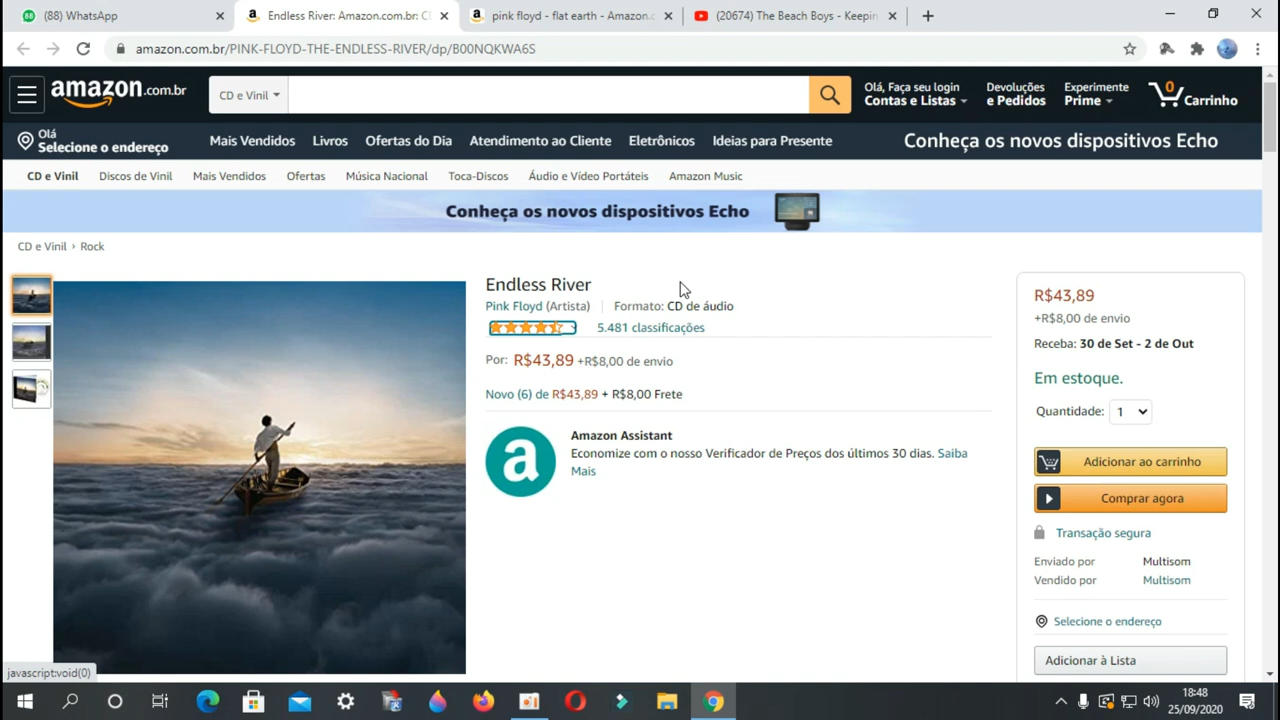 (88) WhatsApp
Endless River: Amazon.com.br: C
pink floyd - flat earth - Amazon.c
(20674) The Beach Boys - Keepin
amazon.com.br/PINK-FLOYD-THE-ENDLESS-RIVER/dp/B00NQKWA6S
amazon.com.br
CD e Vinil
Olá, Faça seu login
Contas e Listas
Devoluções
e Pedidos
Experimente
Prime
0
Carrinho
Olá
Selecione o endereço
Mais Vendidos
Livros
Ofertas do Dia
Atendimento ao Cliente
Eletrônicos
Ideias para Presente
Conheça os novos dispositivos Echo
CD e Vinil
Discos de Vinil
Mais Vendidos
Ofertas
Música Nacional
Toca-Discos
Áudio e Vídeo Portáteis
Amazon Music
Conheça os novos dispositivos Echo
CD e Vinil › Rock
Endless River
Pink Floyd (Artista) | Formato: CD de áudio
5.481 classificações
Por: R$43,89 +R$8,00 de envio
Novo (6) de R$43,89 + R$8,00 Frete
a
Amazon Assistant
Economize com o nosso Verificador de Preços dos últimos 30 dias. Saiba
Mais
R$43,89
+R$8,00 de envio
Receba: 30 de Set - 2 de Out
Em estoque.
Quantidade: 1
Adicionar ao carrinho
Comprar agora
Transação segura
Enviado por Multisom
Vendido por Multisom
Selecione o endereço
Adicionar à Lista
javascript:void(0)
18:48
25/09/2020